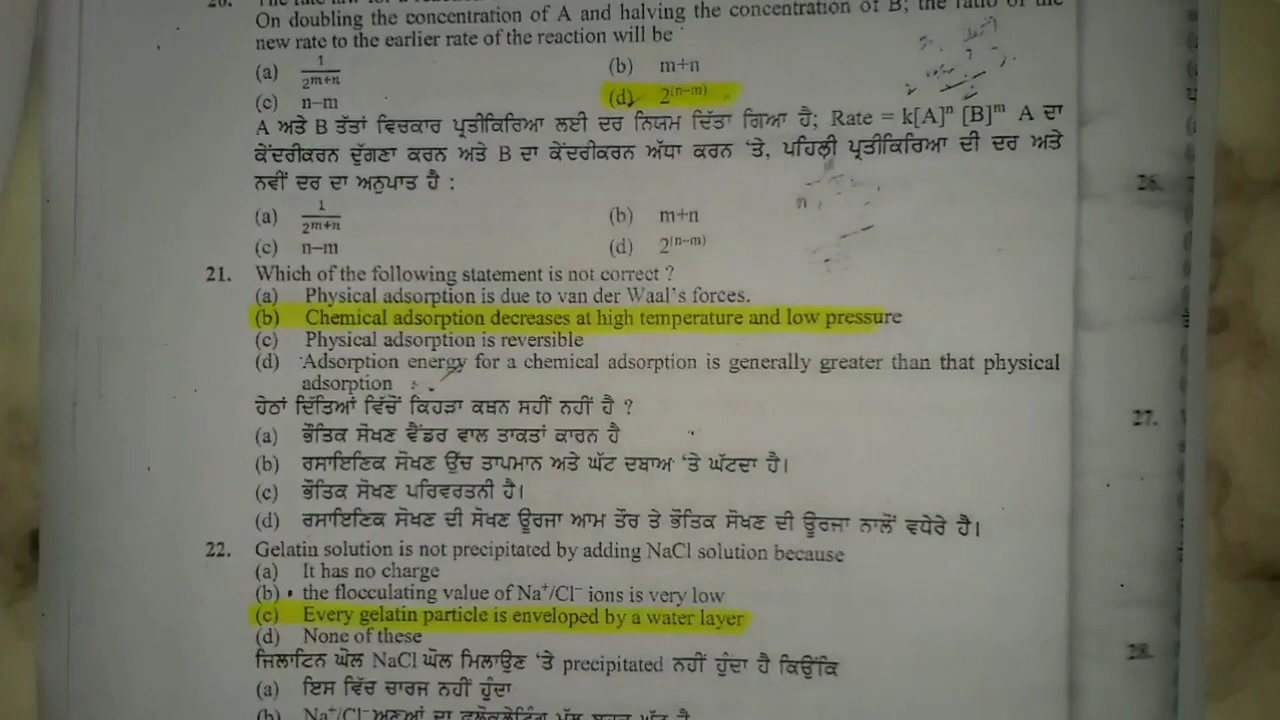 On doubling the concentration of A and halving the concentration of B; the ratio of the
new rate to the earlier rate of the reaction will be
(a) 1/2^(m+n) (b) m+n
(c) n–m (d) 2^(n–m)
A ਅਤੇ B ਤੱਤਾਂ ਵਿਚਕਾਰ ਪ੍ਰਤੀਕਿਰਿਆ ਲਈ ਦਰ ਨਿਯਮ ਦਿੱਤਾ ਗਿਆ ਹੈ; Rate = k[A]ⁿ [B]ᵐ A ਦਾ
ਕੇਂਦਰੀਕਰਨ ਦੁੱਗਣਾ ਕਰਨ ਅਤੇ B ਦਾ ਕੇਂਦਰੀਕਰਨ ਅੱਧਾ ਕਰਨ 'ਤੇ, ਪਹਿਲੀ ਪ੍ਰਤੀਕਿਰਿਆ ਦੀ ਦਰ ਅਤੇ
ਨਵੀਂ ਦਰ ਦਾ ਅਨੁਪਾਤ ਹੈ :
(a) 1/2^(m+n) (b) m+n
(c) n–m (d) 2^(n–m)
21. Which of the following statement is not correct ?
(a) Physical adsorption is due to van der Waal's forces.
(b) Chemical adsorption decreases at high temperature and low pressure
(c) Physical adsorption is reversible
(d) Adsorption energy for a chemical adsorption is generally greater than that physical
adsorption
ਹੇਠਾਂ ਦਿੱਤਿਆਂ ਵਿੱਚੋਂ ਕਿਹੜਾ ਕਥਨ ਸਹੀਂ ਨਹੀਂ ਹੈ ?
(a) ਭੌਤਿਕ ਸੋਖਣ ਵੈਂਡਰ ਵਾਲ ਤਾਕਤਾਂ ਕਾਰਨ ਹੈ
(b) ਰਸਾਇਣਿਕ ਸੋਖਣ ਉੱਚ ਤਾਪਮਾਨ ਅਤੇ ਘੱਟ ਦਬਾਅ 'ਤੇ ਘੱਟਦਾ ਹੈ।
(c) ਭੌਤਿਕ ਸੋਖਣ ਪਰਿਵਰਤਨੀ ਹੈ।
(d) ਰਸਾਇਣਿਕ ਸੋਖਣ ਦੀ ਸੋਖਣ ਊਰਜਾ ਆਮ ਤੌਰ ਤੇ ਭੌਤਿਕ ਸੋਖਣ ਦੀ ਊਰਜਾ ਨਾਲੋਂ ਵਧੇਰੇ ਹੈ।
22. Gelatin solution is not precipitated by adding NaCl solution because
(a) It has no charge
(b) the flocculating value of Na⁺/Cl⁻ ions is very low
(c) Every gelatin particle is enveloped by a water layer
(d) None of these
ਜਿਲਾਟਿਨ ਘੋਲ NaCl ਘੋਲ ਮਿਲਾਉਣ 'ਤੇ precipitated ਨਹੀਂ ਹੁੰਦਾ ਹੈ ਕਿਉਂਕਿ
(a) ਇਸ ਵਿੱਚ ਚਾਰਜ ਨਹੀਂ ਹੁੰਦਾ
26.
27.
28.